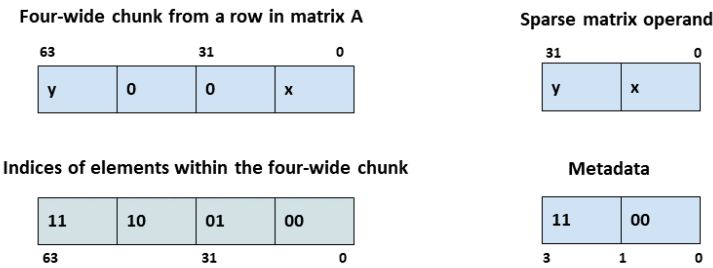 Four-wide chunk from a row in matrix A
63 31 0
y 0 0 x
Indices of elements within the four-wide chunk
11 10 01 00
63 31 0
Sparse matrix operand
31 0
y x
Metadata
11 00
3 1 0